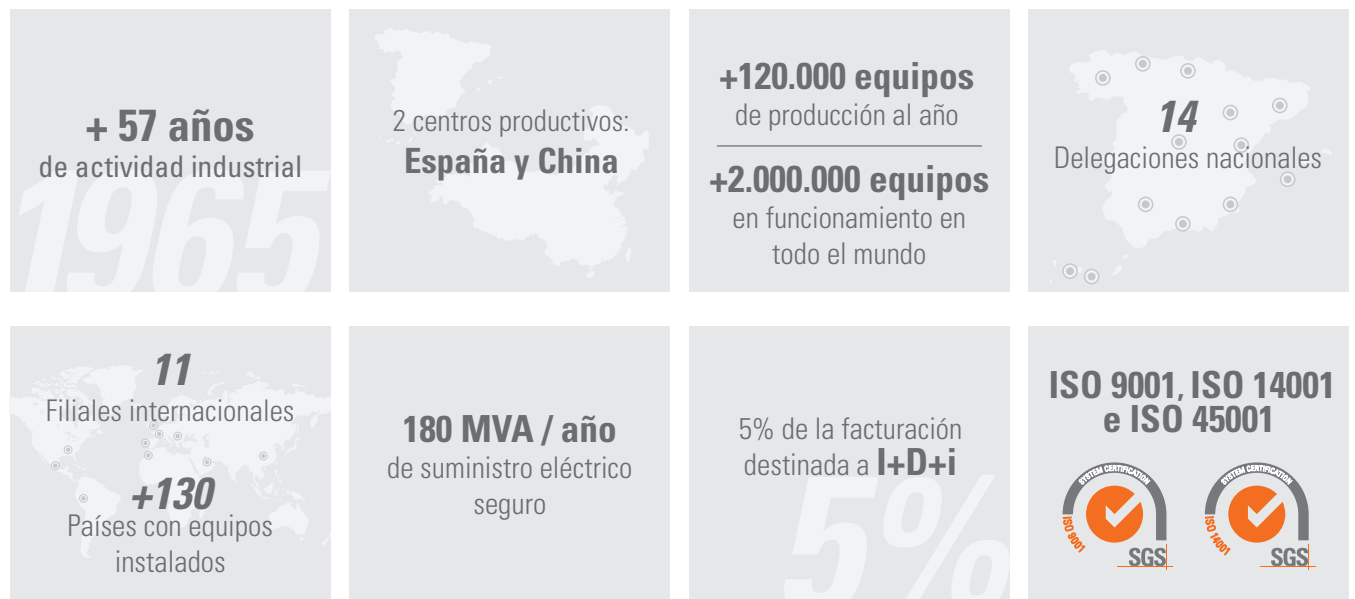 + 57 años
de actividad industrial
1965
2 centros productivos:
España y China
+120.000 equipos
de producción al año
+2.000.000 equipos
en funcionamiento en
todo el mundo
14
Delegaciones nacionales
11
Filiales internacionales
+130
Países con equipos
instalados
180 MVA / año
de suministro eléctrico
seguro
5% de la facturación
destinada a I+D+i
5%
ISO 9001, ISO 14001
e ISO 45001
SYSTEM CERTIFICATION
ISO 9001
SGS
SYSTEM CERTIFICATION
ISO 14001
SGS